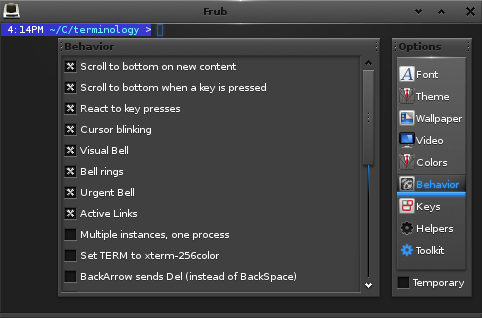 Frub
4:14PM ~/C/terminology >
Behavior
Scroll to bottom on new content
Scroll to bottom when a key is pressed
React to key presses
Cursor blinking
Visual Bell
Bell rings
Urgent Bell
Active Links
Multiple instances, one process
Set TERM to xterm-256color
BackArrow sends Del (instead of BackSpace)
Options
Font
Theme
Wallpaper
Video
Colors
Behavior
Keys
Helpers
Toolkit
Temporary